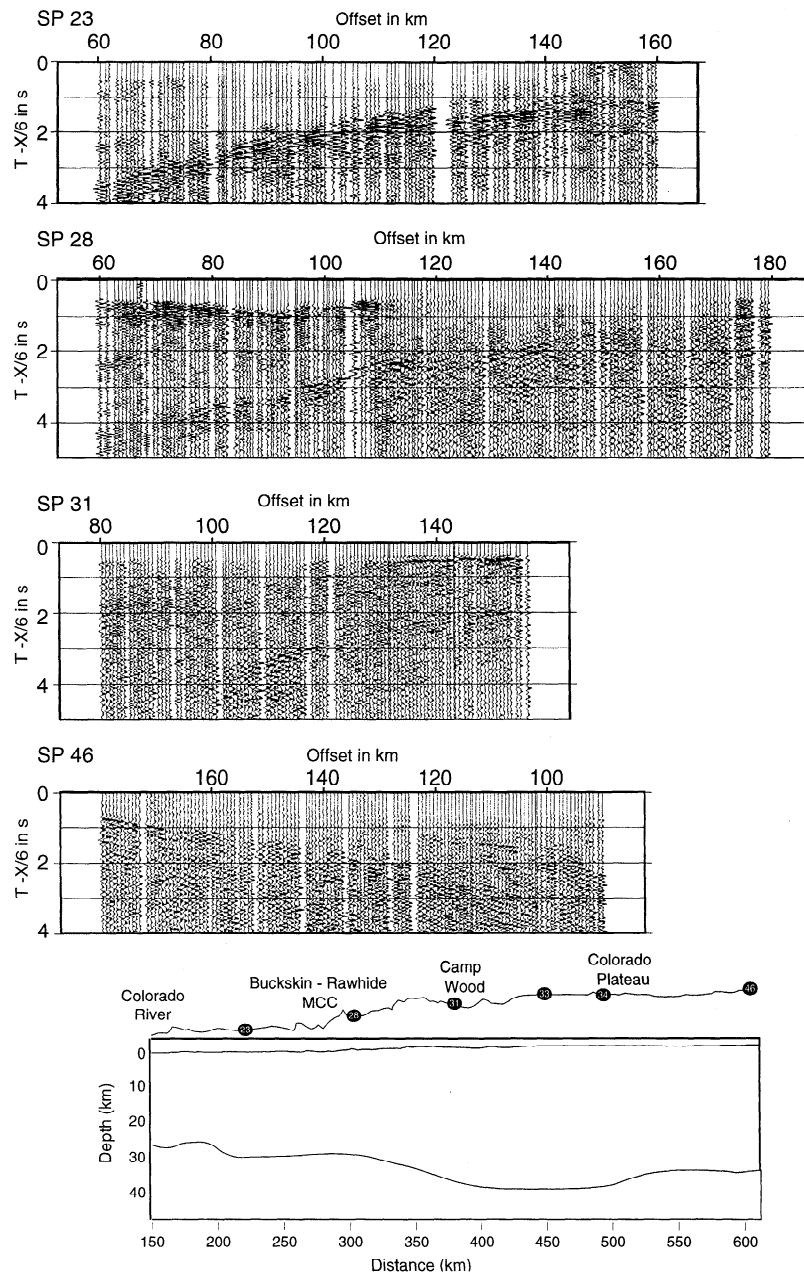 SP 23
Offset in km
60 80 100 120 140 160
0
2
4
T -X/6 in s
SP 28
Offset in km
60 80 100 120 140 160 180
0
2
4
T -X/6 in s
SP 31
Offset in km
80 100 120 140
0
2
4
T -X/6 in s
SP 46
Offset in km
160 140 120 100
0
2
4
T -X/6 in s
Colorado
River
Buckskin - Rawhide
MCC
Camp
Wood
Colorado
Plateau
23 28 31 33 34 46
0
10
20
30
40
Depth (km)
150 200 250 300 350 400 450 500 550 600
Distance (km)